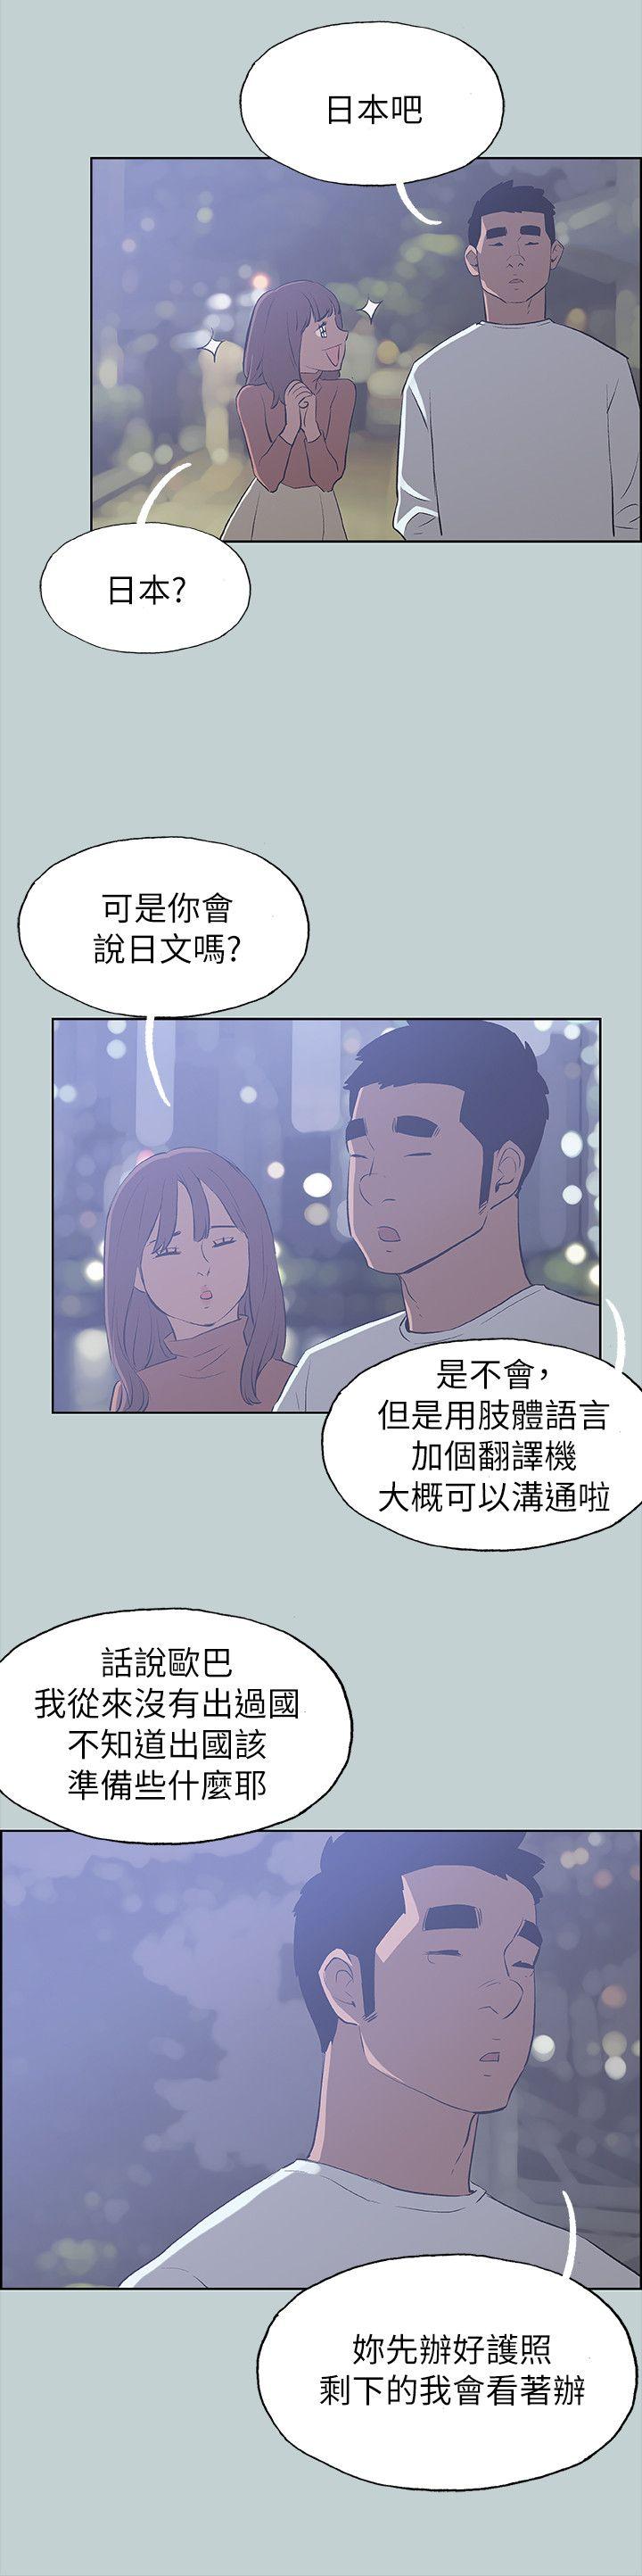 日本吧
日本?
可是你會
說日文嗎?
是不會，
但是用肢體語言
加個翻譯機
大概可以溝通啦
話說歐巴
我從來沒有出過國
不知道出國該
準備些什麼耶
妳先辦好護照
剩下的我會看著辦